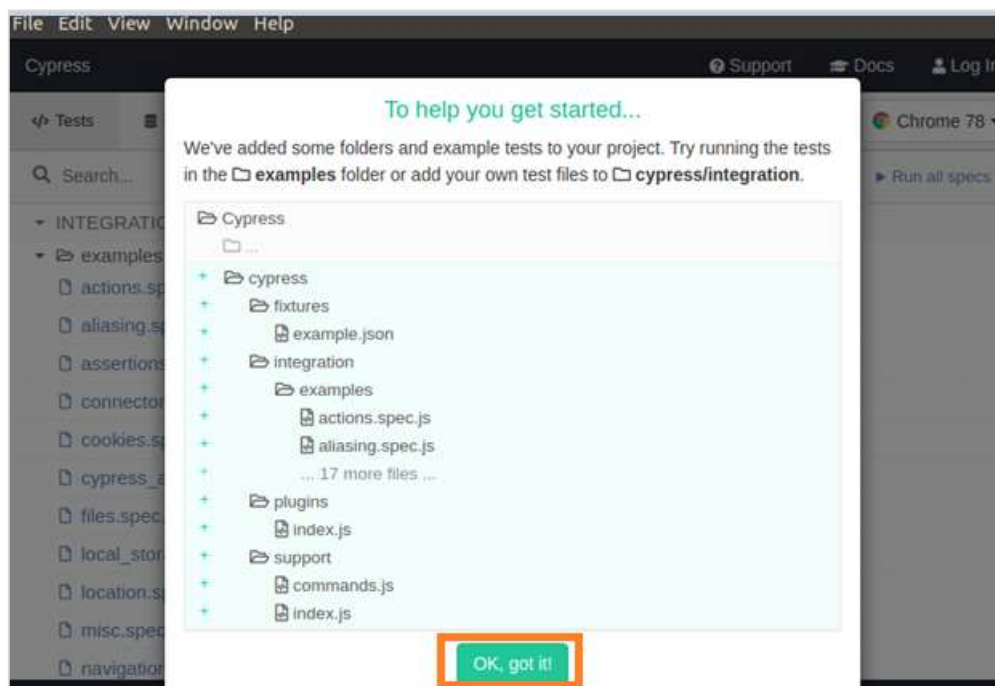 File Edit View Window Help
Cypress Support Docs Log In
Tests Chrome 78
To help you get started...
We've added some folders and example tests to your project. Try running the tests
in the examples folder or add your own test files to cypress/integration.
Search... Run all specs
Cypress
...
INTEGRATIO
examples
actions.sp
aliasing.s
assertions
connector
cookies.s
cypress_a
files.spec
local_stor
location.s
misc.spec
navigation
+ cypress
+ fixtures
+ example.json
+ integration
+ examples
+ actions.spec.js
+ aliasing.spec.js
+ ... 17 more files ...
+ plugins
+ index.js
+ support
+ commands.js
+ index.js
OK, got it!